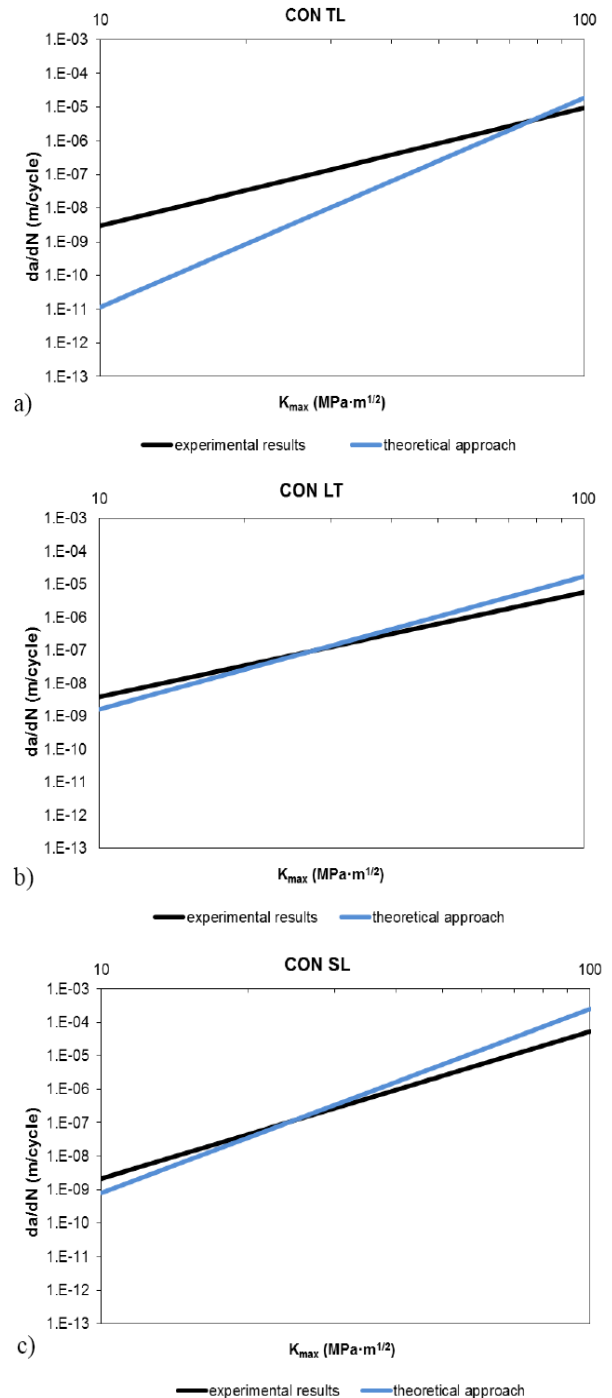 CON TL
10 100
1.E-03
1.E-04
1.E-05
1.E-06
1.E-07
1.E-08
1.E-09
1.E-10
1.E-11
1.E-12
1.E-13
da/dN (m/cycle)
Kmax (MPa·m1/2)
a)
experimental results theoretical approach
CON LT
10 100
1.E-03
1.E-04
1.E-05
1.E-06
1.E-07
1.E-08
1.E-09
1.E-10
1.E-11
1.E-12
1.E-13
da/dN (m/cycle)
Kmax (MPa·m1/2)
b)
experimental results theoretical approach
CON SL
10 100
1.E-03
1.E-04
1.E-05
1.E-06
1.E-07
1.E-08
1.E-09
1.E-10
1.E-11
1.E-12
1.E-13
da/dN (m/cycle)
Kmax (MPa·m1/2)
c)
experimental results theoretical approach